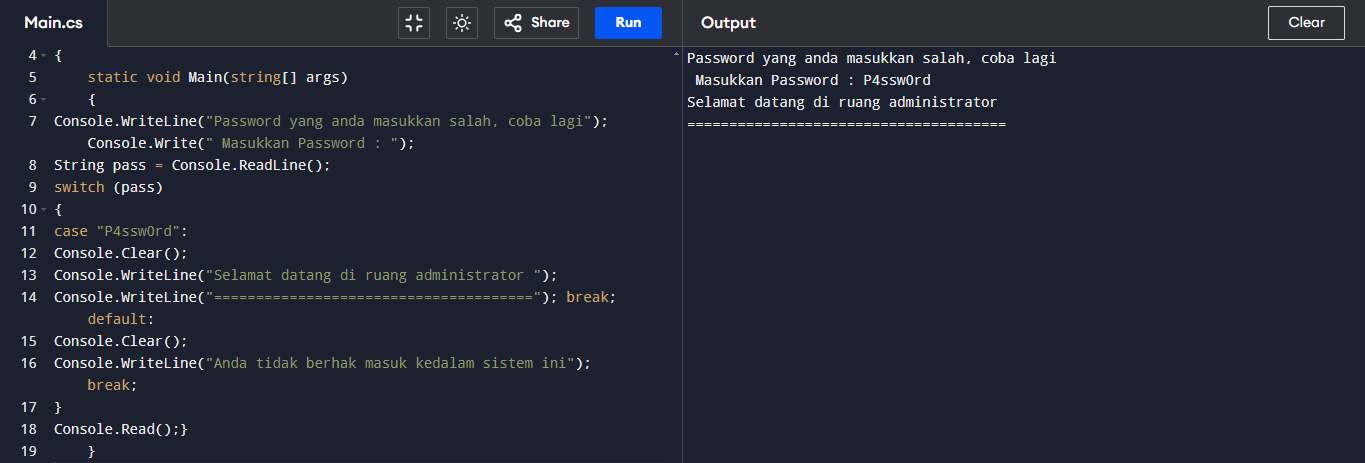 Main.cs
Share
Run
4 {
5 static void Main(string[] args)
6 {
7 Console.WriteLine("Password yang anda masukkan salah, coba lagi");
Console.Write(" Masukkan Password : ");
8 String pass = Console.ReadLine();
9 switch (pass)
10 {
11 case "P4ssw0rd":
12 Console.Clear();
13 Console.WriteLine("Selamat datang di ruang administrator ");
14 Console.WriteLine("======================================"); break;
default:
15 Console.Clear();
16 Console.WriteLine("Anda tidak berhak masuk kedalam sistem ini");
break;
17 }
18 Console.Read();}
19 }
Output
Clear
Password yang anda masukkan salah, coba lagi
Masukkan Password : P4ssw0rd
Selamat datang di ruang administrator
======================================